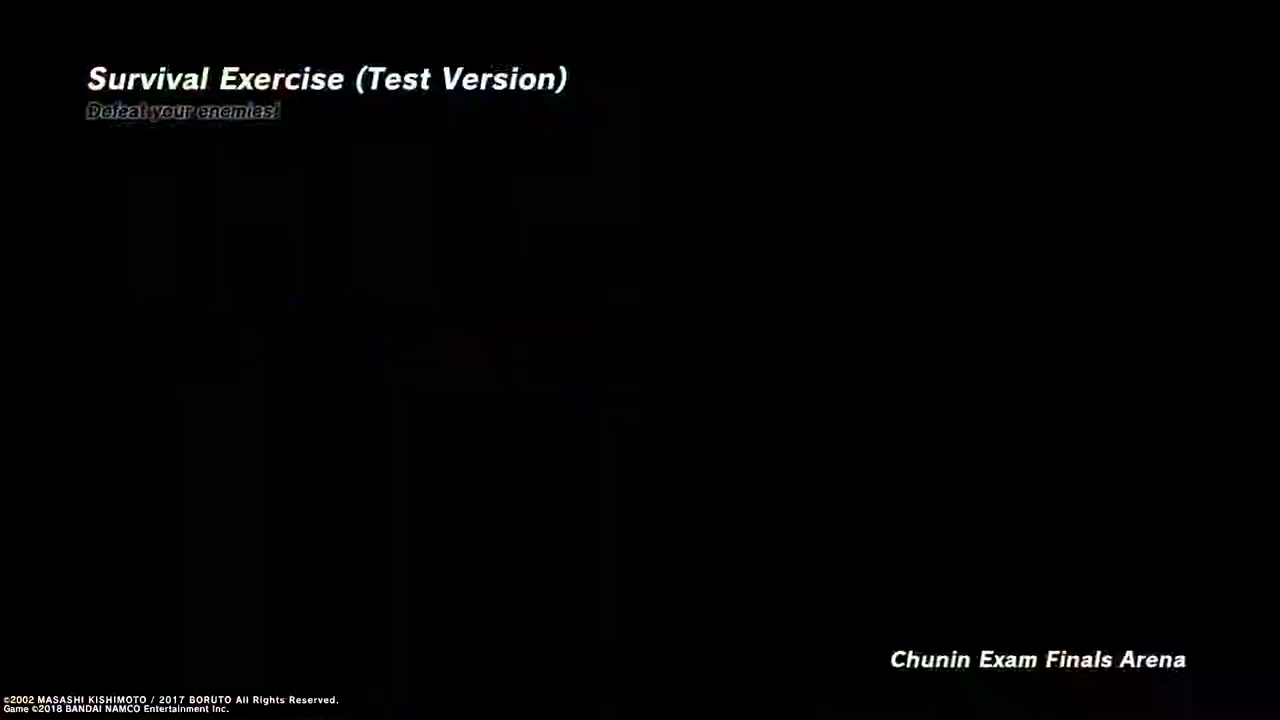 Survival Exercise (Test Version)
Defeat your enemies!
Chunin Exam Finals Arena
©2002 MASASHI KISHIMOTO / 2017 BORUTO All Rights Reserved.
Game ©2018 BANDAI NAMCO Entertainment Inc.